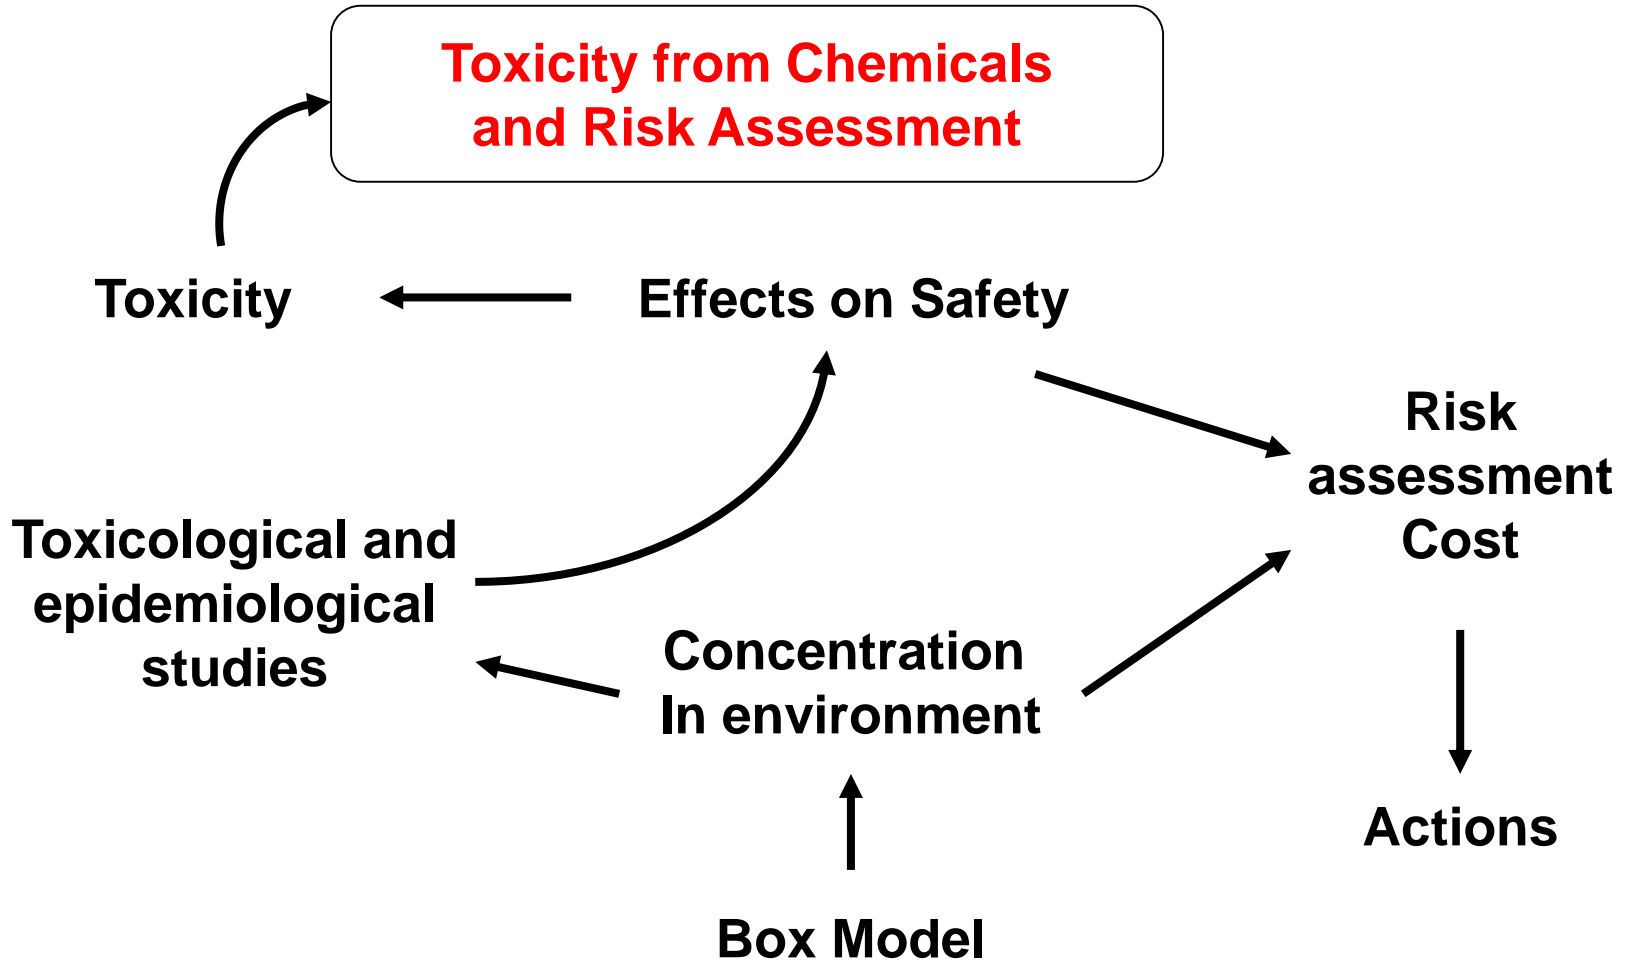 Toxicity from Chemicals
and Risk Assessment
Toxicity
Effects on Safety
Risk
assessment
Cost
Toxicological and
epidemiological
studies
Concentration
In environment
Actions
Box Model